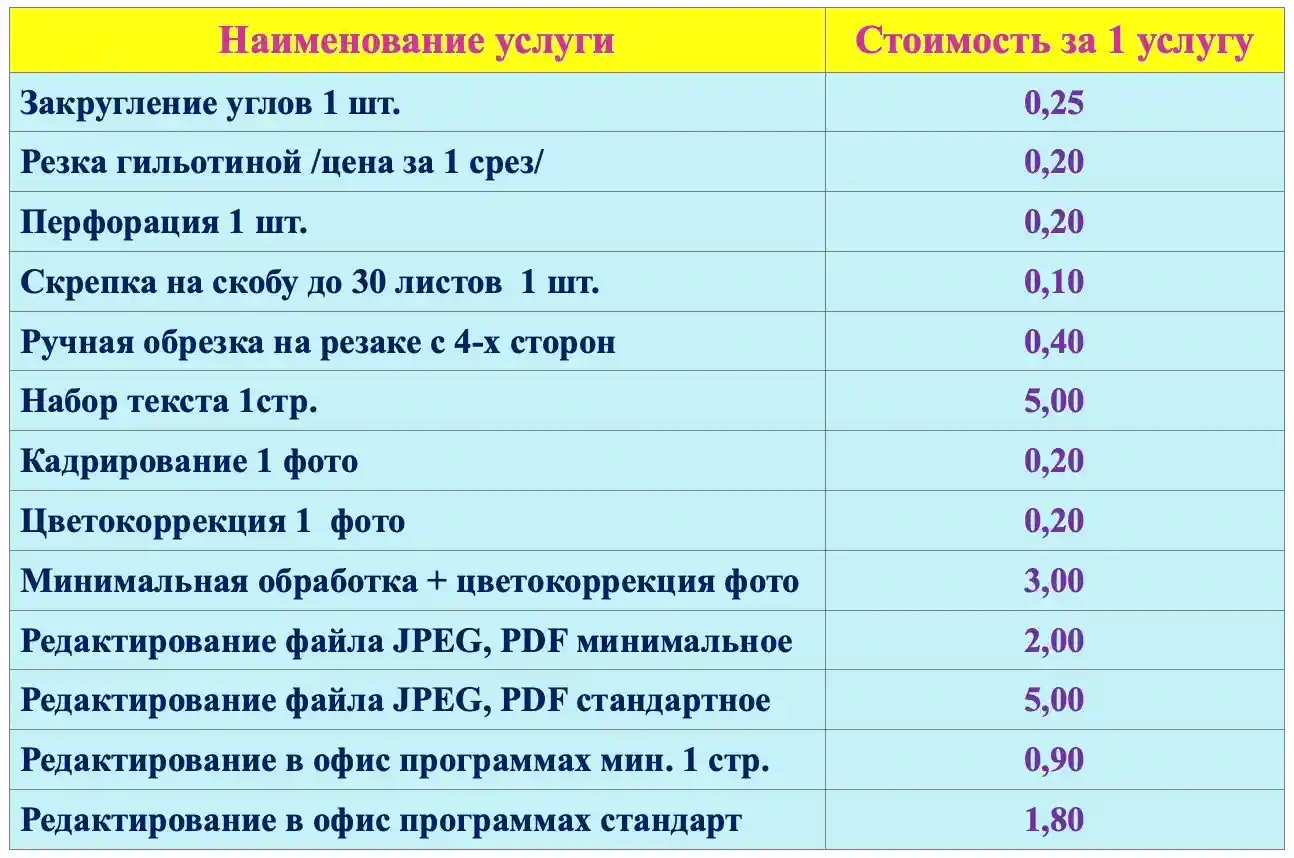 Наименование услуги Стоимость за 1 услугу
Закругление углов 1 шт. 0,25
Резка гильотиной /цена за 1 срез/ 0,20
Перфорация 1 шт. 0,20
Скрепка на скобу до 30 листов 1 шт. 0,10
Ручная обрезка на резаке с 4-х сторон 0,40
Набор текста 1стр. 5,00
Кадрирование 1 фото 0,20
Цветокоррекция 1 фото 0,20
Минимальная обработка + цветокоррекция фото 3,00
Редактирование файла JPEG, PDF минимальное 2,00
Редактирование файла JPEG, PDF стандартное 5,00
Редактирование в офис программах мин. 1 стр. 0,90
Редактирование в офис программах стандарт 1,80